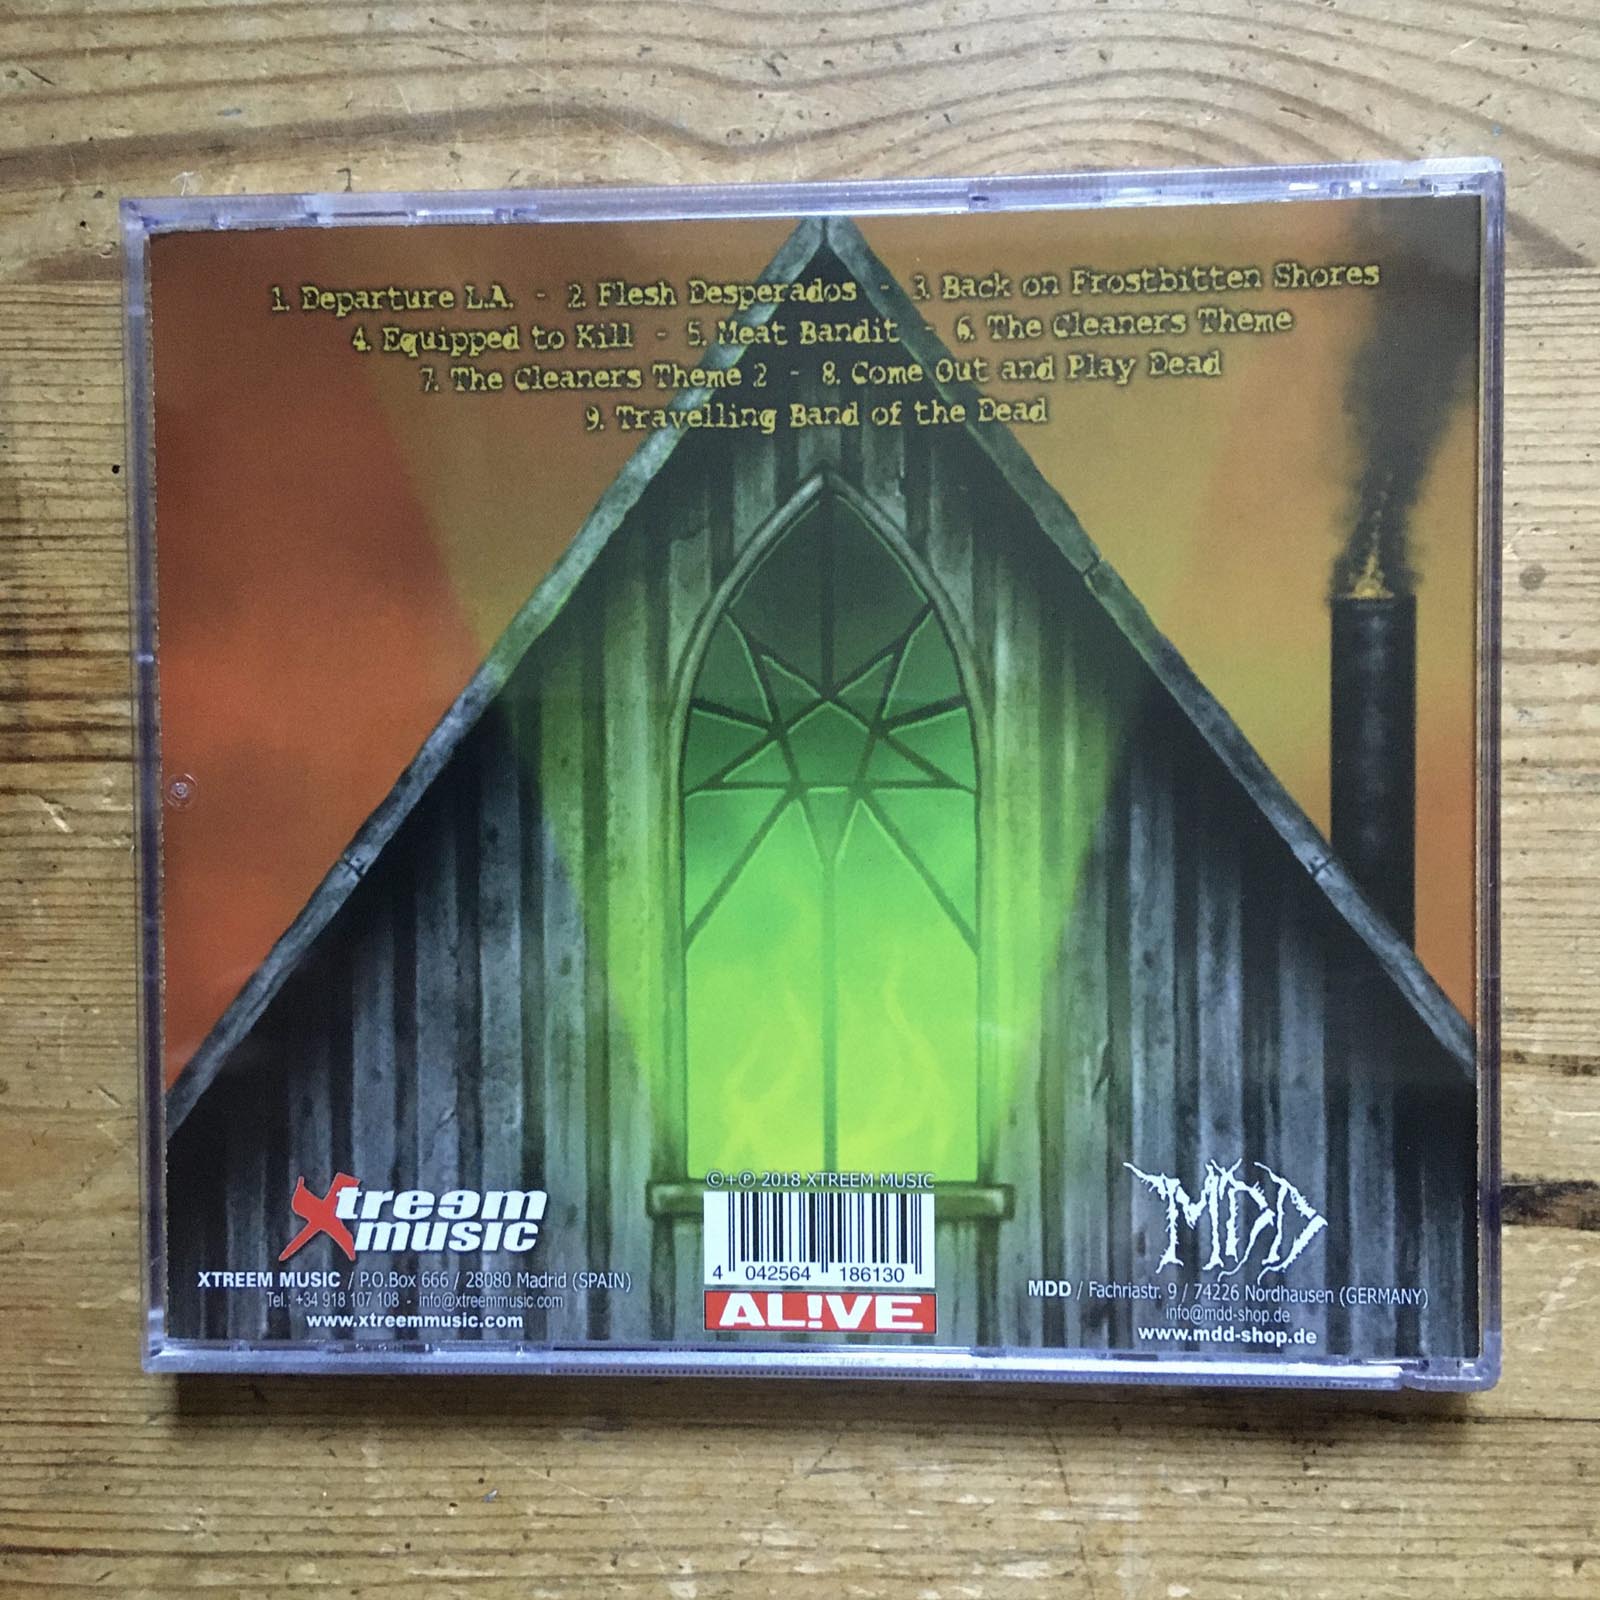 1. Departure L.A. - 2. Flesh Desperados - 3. Back on Frostbitten Shores
4. Equipped to Kill - 5. Meat Bandit - 6. The Cleaners Theme
7. The Cleaners Theme 2 - 8. Come Out and Play Dead
9. Travelling Band of the Dead
Xtreem
music
XTREEM MUSIC / P.O.Box 666 / 28080 Madrid (SPAIN)
Tel.: +34 918 107 108 - info@xtreemmusic.com
www.xtreemmusic.com
©+℗ 2018 XTREEM MUSIC
4 042564 186130
AL!VE
MDD
MDD / Fachriastr. 9 / 74226 Nordhausen (GERMANY)
info@mdd-shop.de
www.mdd-shop.de